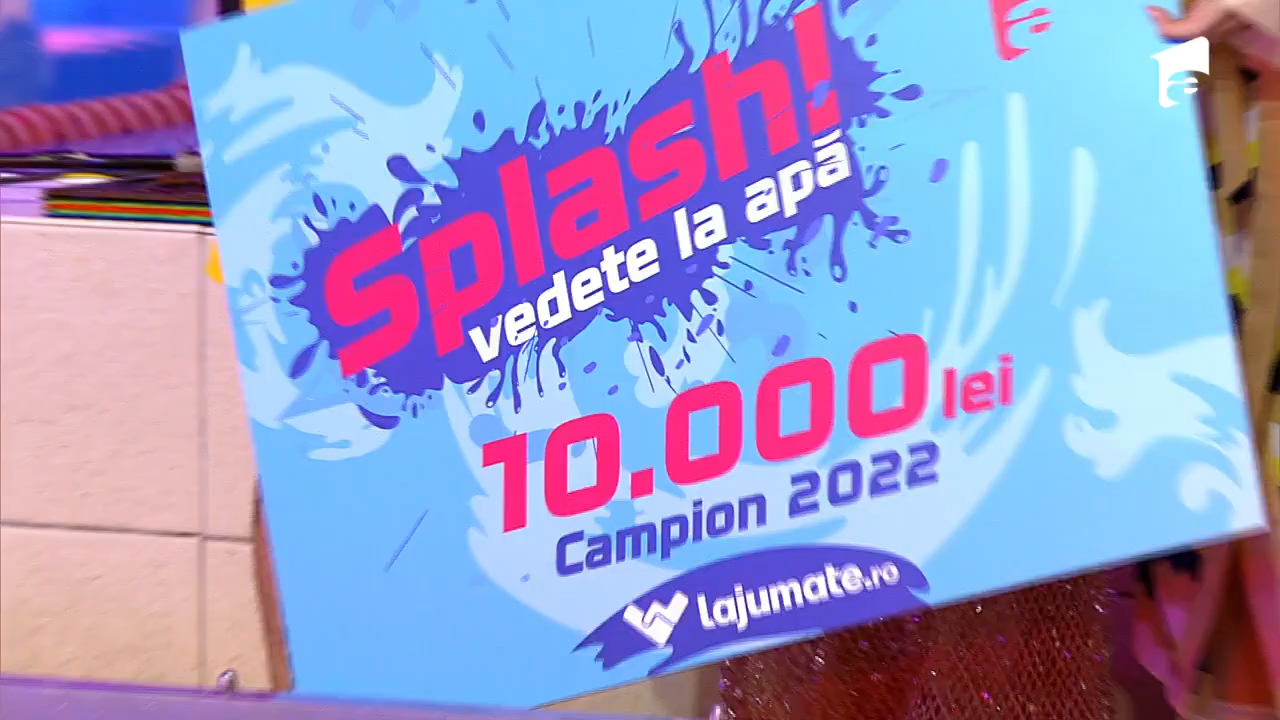 Splash!
vedete la apă
10.000 lei
Campion 2022
lajumate.ro